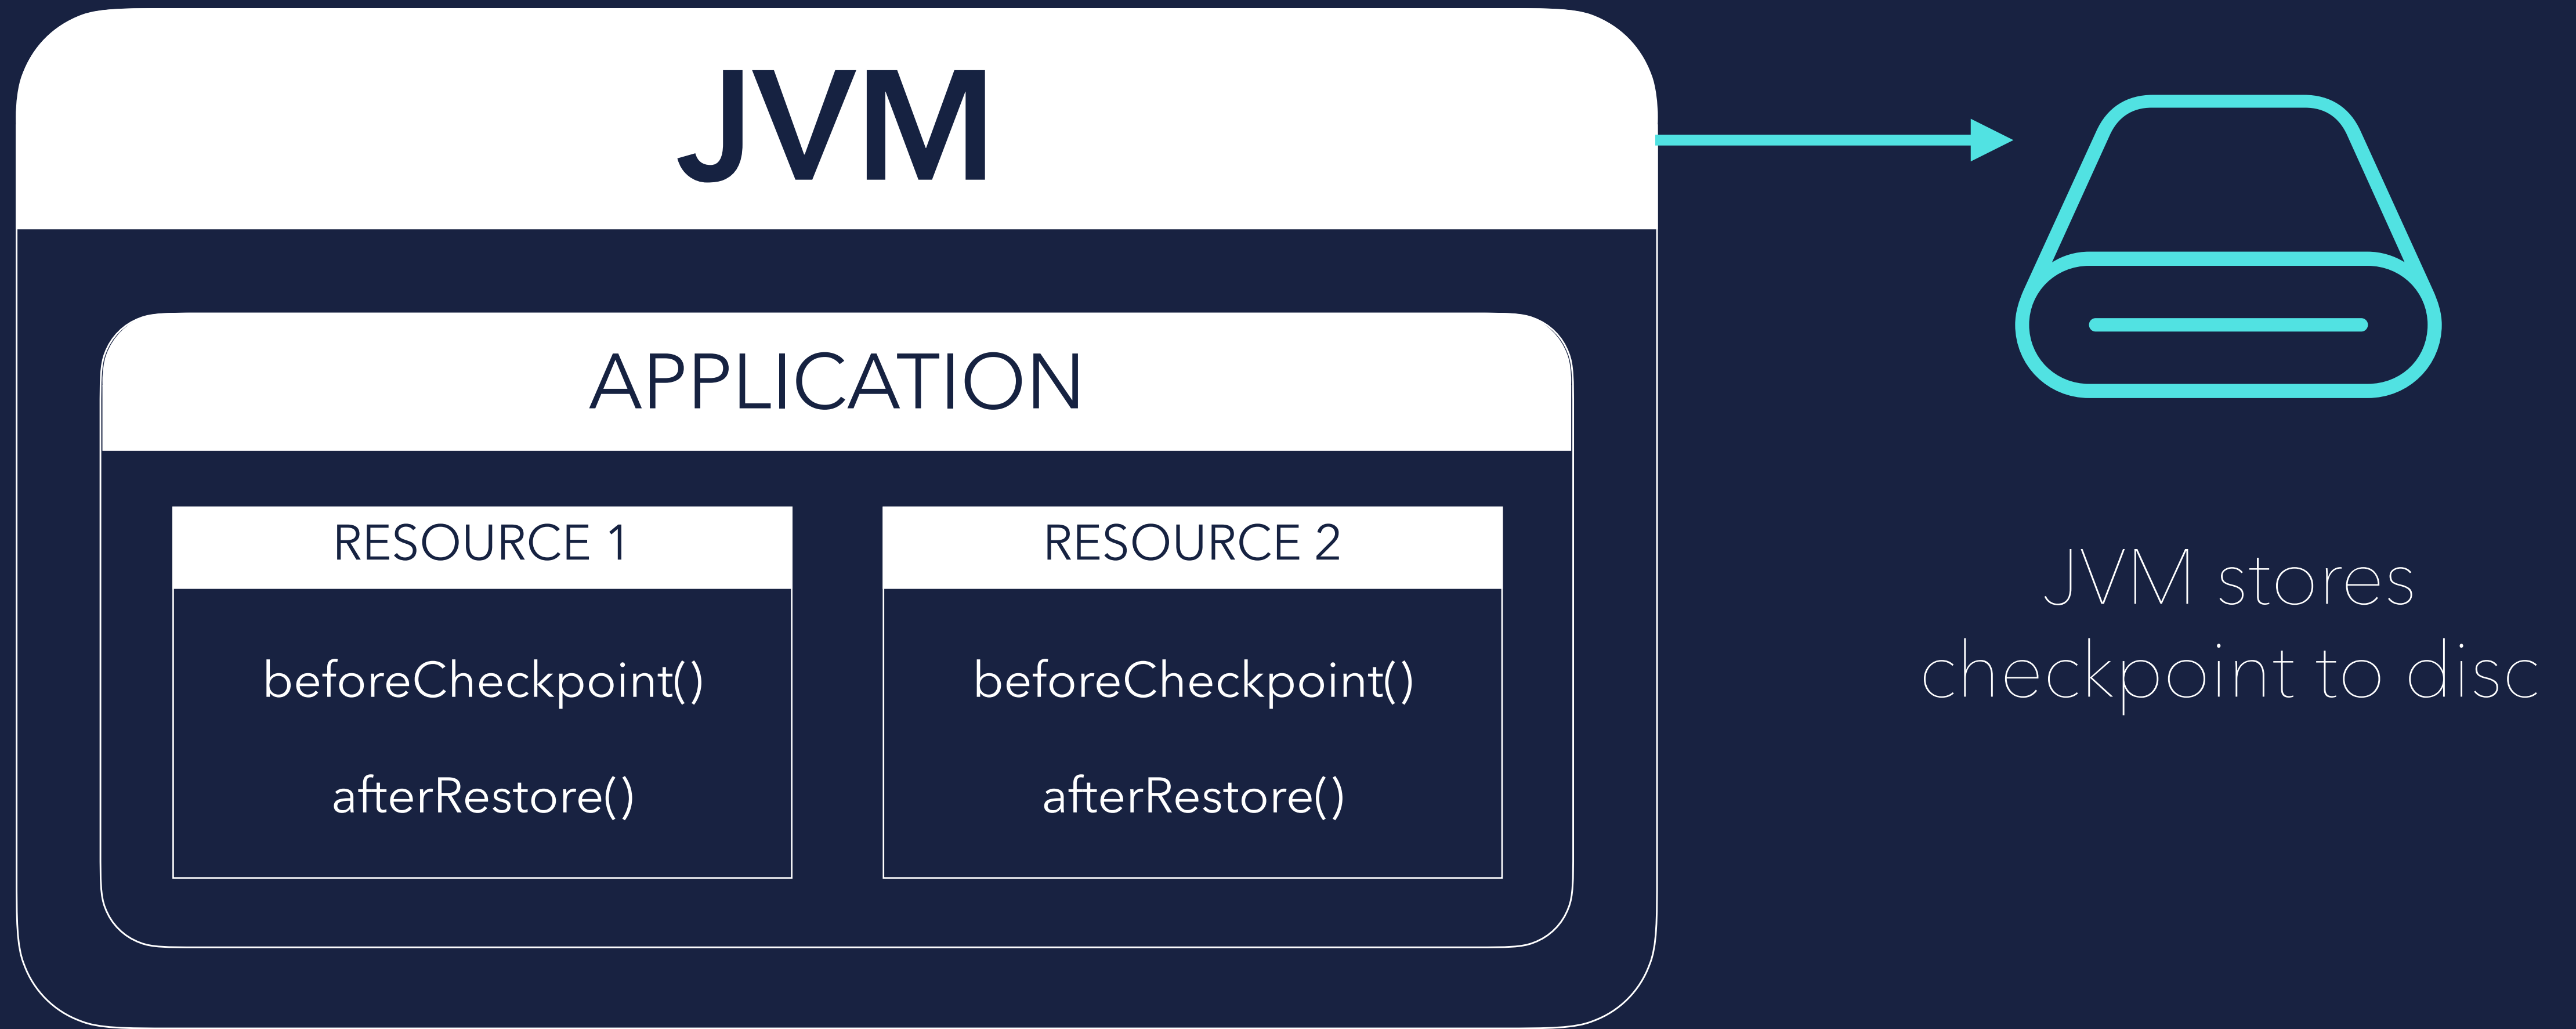 JVM
APPLICATION
RESOURCE 1
beforeCheckpoint()
afterRestore()
RESOURCE 2
beforeCheckpoint()
afterRestore()
JVM stores
checkpoint to disc